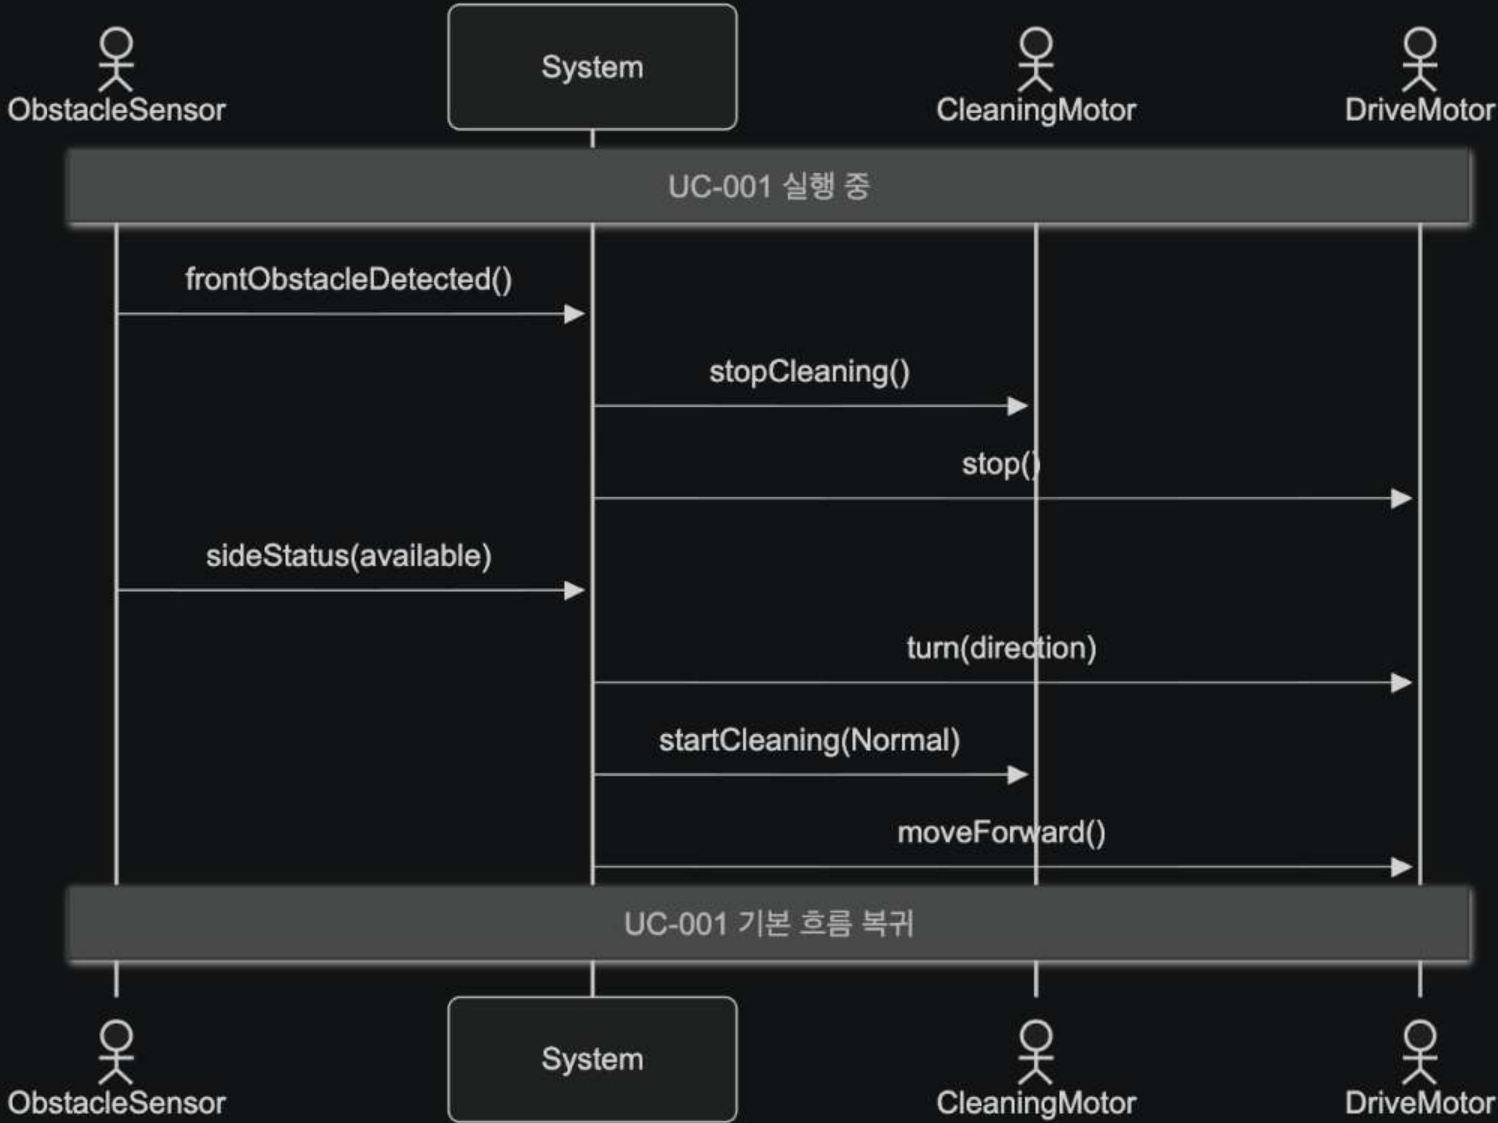 ObstacleSensor
System
CleaningMotor
DriveMotor
UC-001 실행 중
frontObstacleDetected()
stopCleaning()
stop()
sideStatus(available)
turn(direction)
startCleaning(Normal)
moveForward()
UC-001 기본 흐름 복귀
ObstacleSensor
System
CleaningMotor
DriveMotor